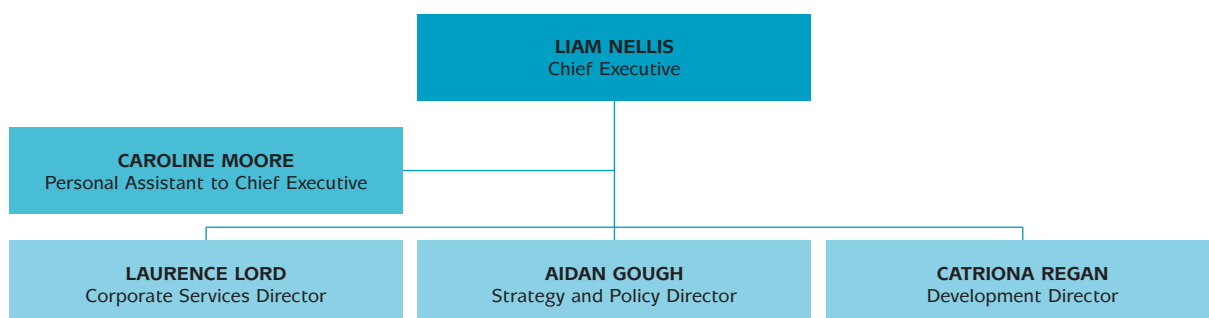 LIAM NELLIS
Chief Executive
CAROLINE MOORE
Personal Assistant to Chief Executive
LAURENCE LORD
Corporate Services Director
AIDAN GOUGH
Strategy and Policy Director
CATRIONA REGAN
Development Director